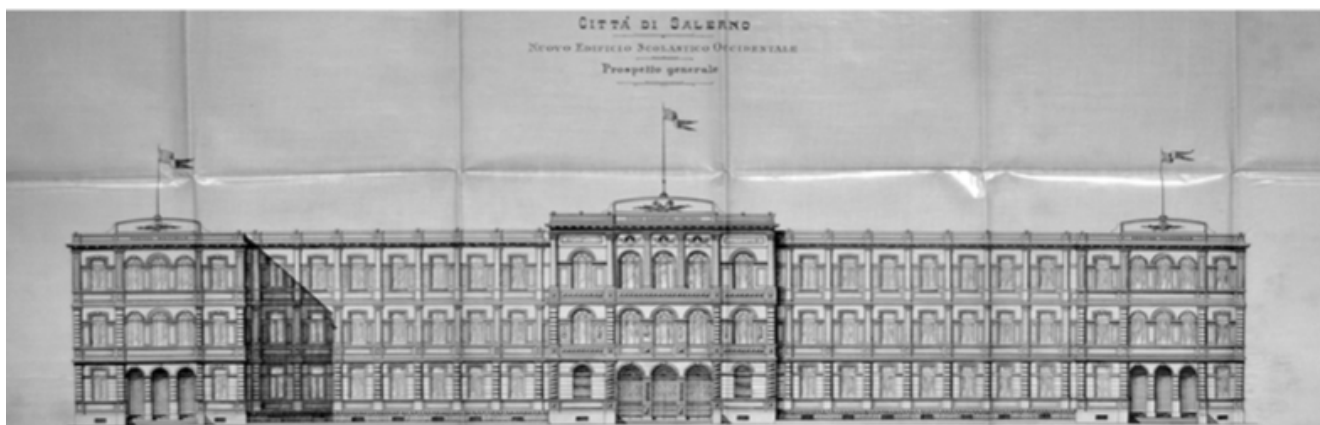 CITTÁ DI SALERNO
NUOVO EDIFICIO SCOLASTICO OCCIDENTALE
Prospetto generale